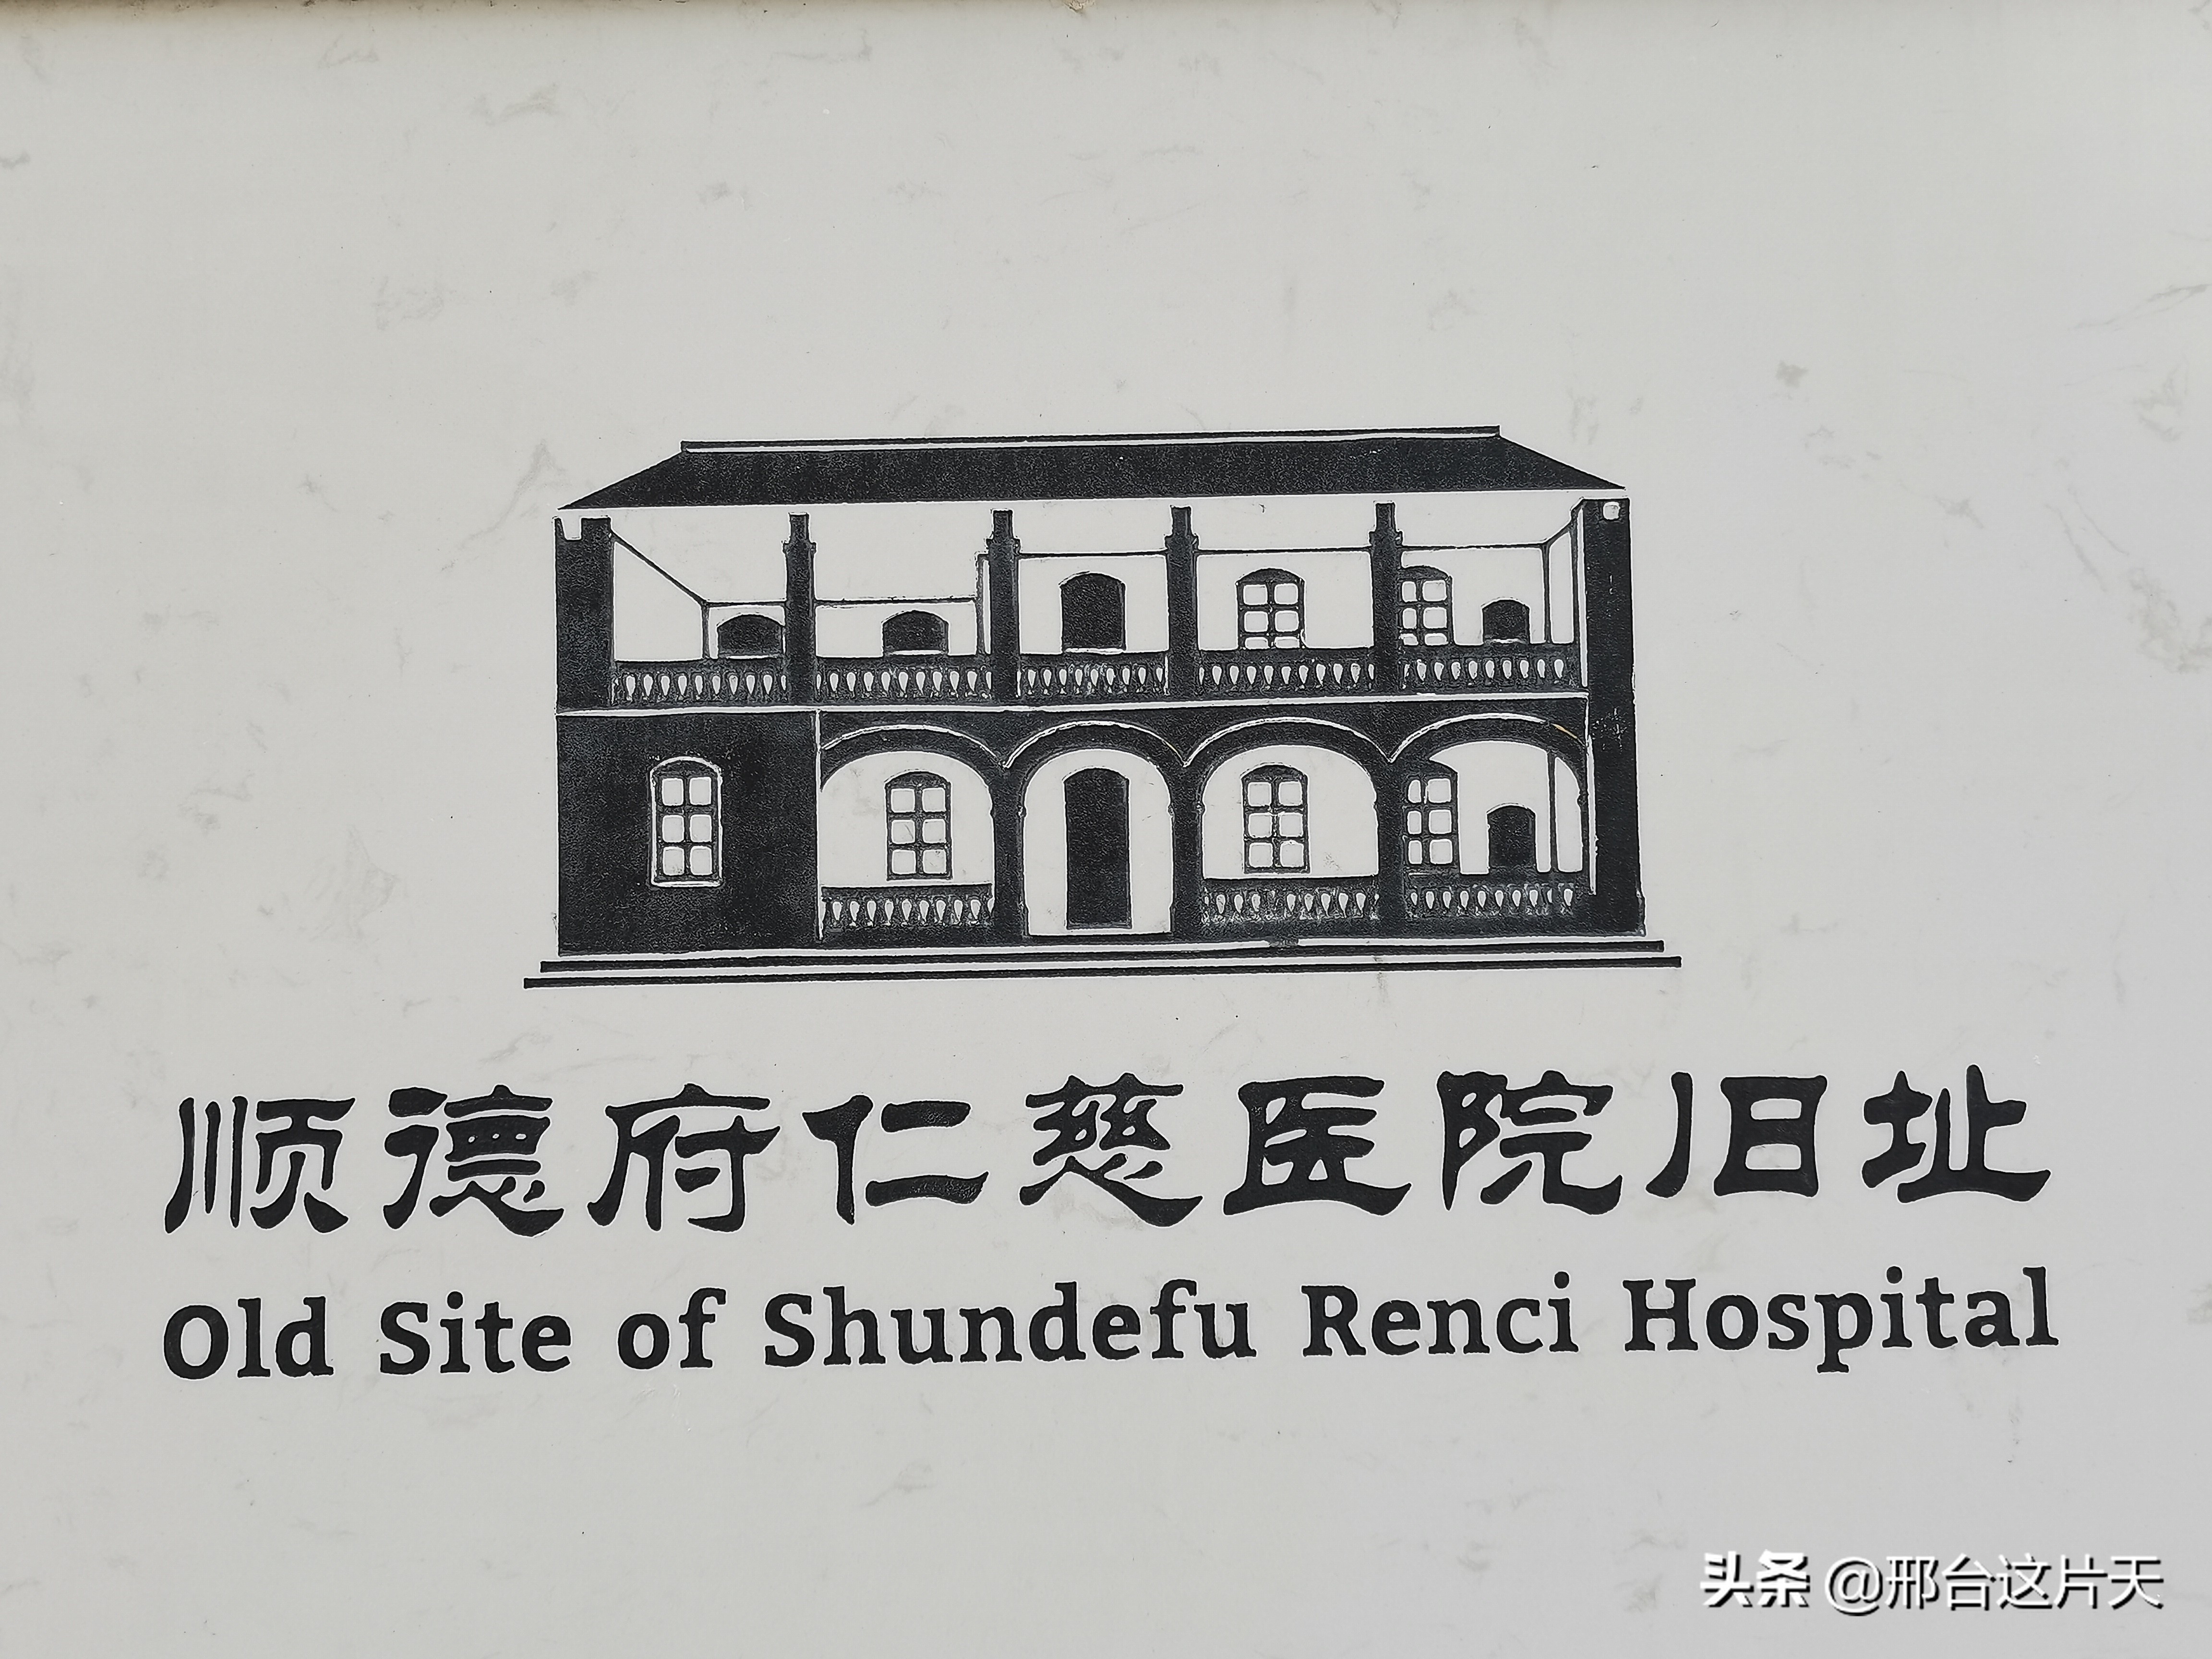 顺德府仁慈医院旧址
Old Site of Shundefu Renci Hospital
头条 @邢台这片天